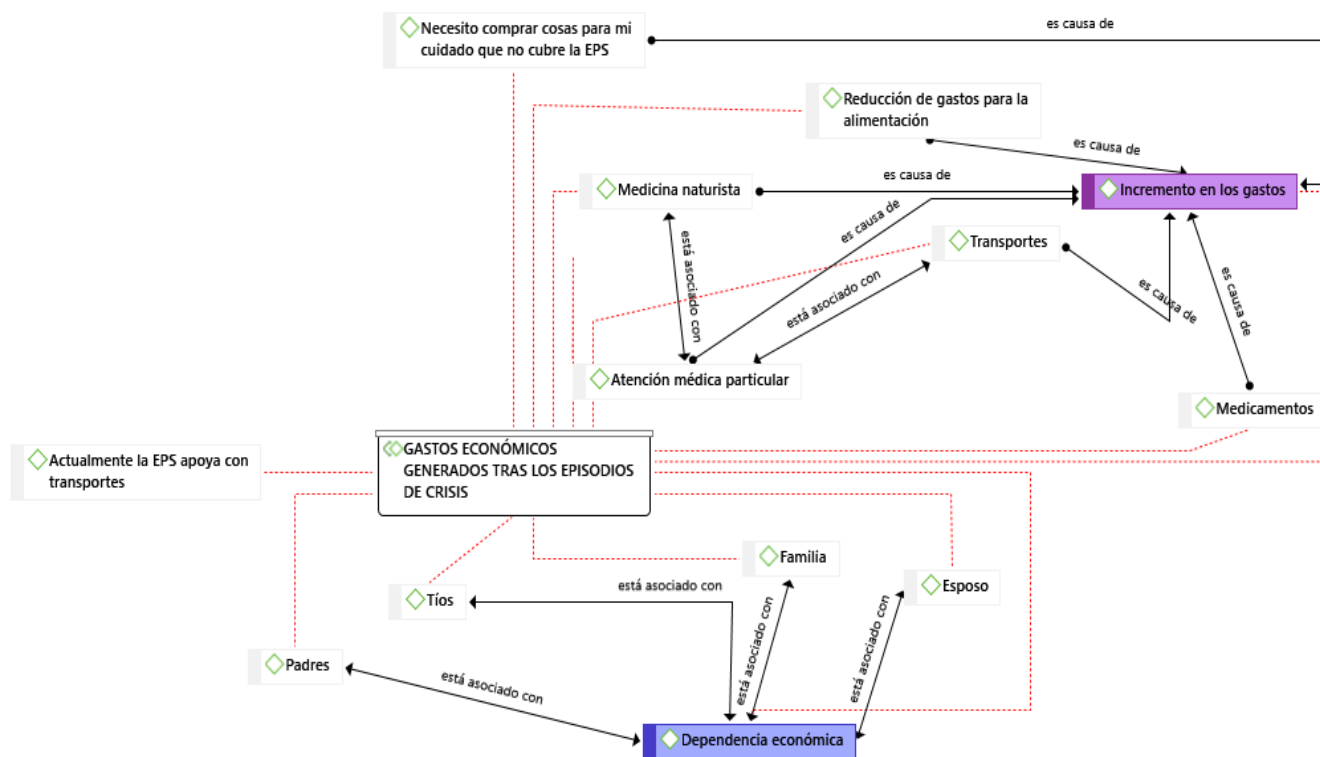 Necesito comprar cosas para mi
cuidado que no cubre la EPS
es causa de
Reducción de gastos para la
alimentación
es causa de
Medicina naturista
es causa de
Incremento en los gastos
es causa de
Transportes
está asociado con
está asociado con
es causa de
es causa de
Atención médica particular
Medicamentos
GASTOS ECONÓMICOS
GENERADOS TRAS LOS EPISODIOS
DE CRISIS
Actualmente la EPS apoya con
transportes
Familia
está asociado con
Esposo
Tíos
está asociado con
está asociado con
Padres
está asociado con
Dependencia económica